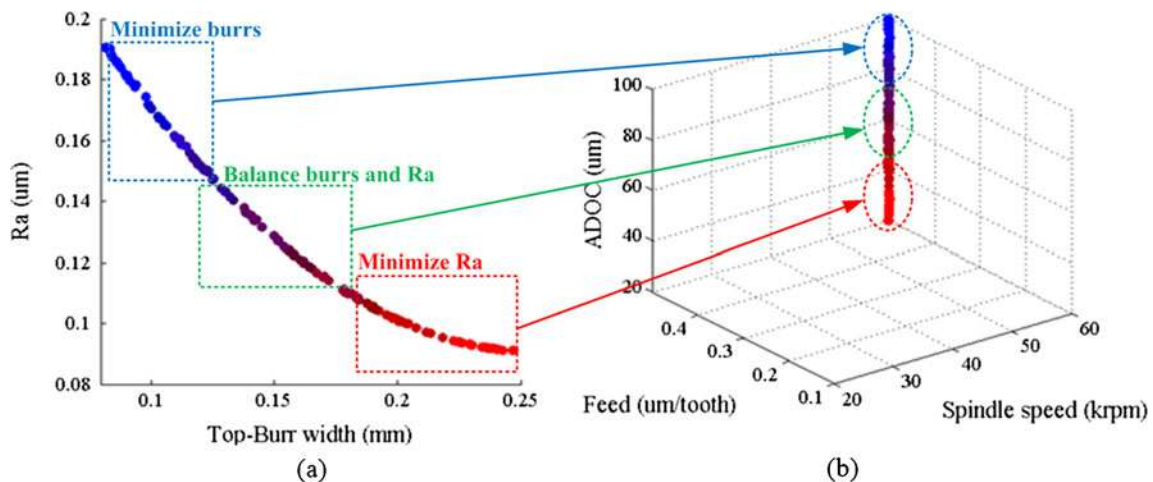 0.2
Minimize burrs
0.18
0.16
Balance burrs and Ra
0.14
0.12
Minimize Ra
0.1
0.08
Ra (um)
0.1
0.15
0.2
0.25
Top-Burr width (mm)
(a)
100
80
60
40
20
ADOC (um)
0.4
0.3
0.2
0.1
Feed (um/tooth)
20
30
40
50
60
Spindle speed (krpm)
(b)